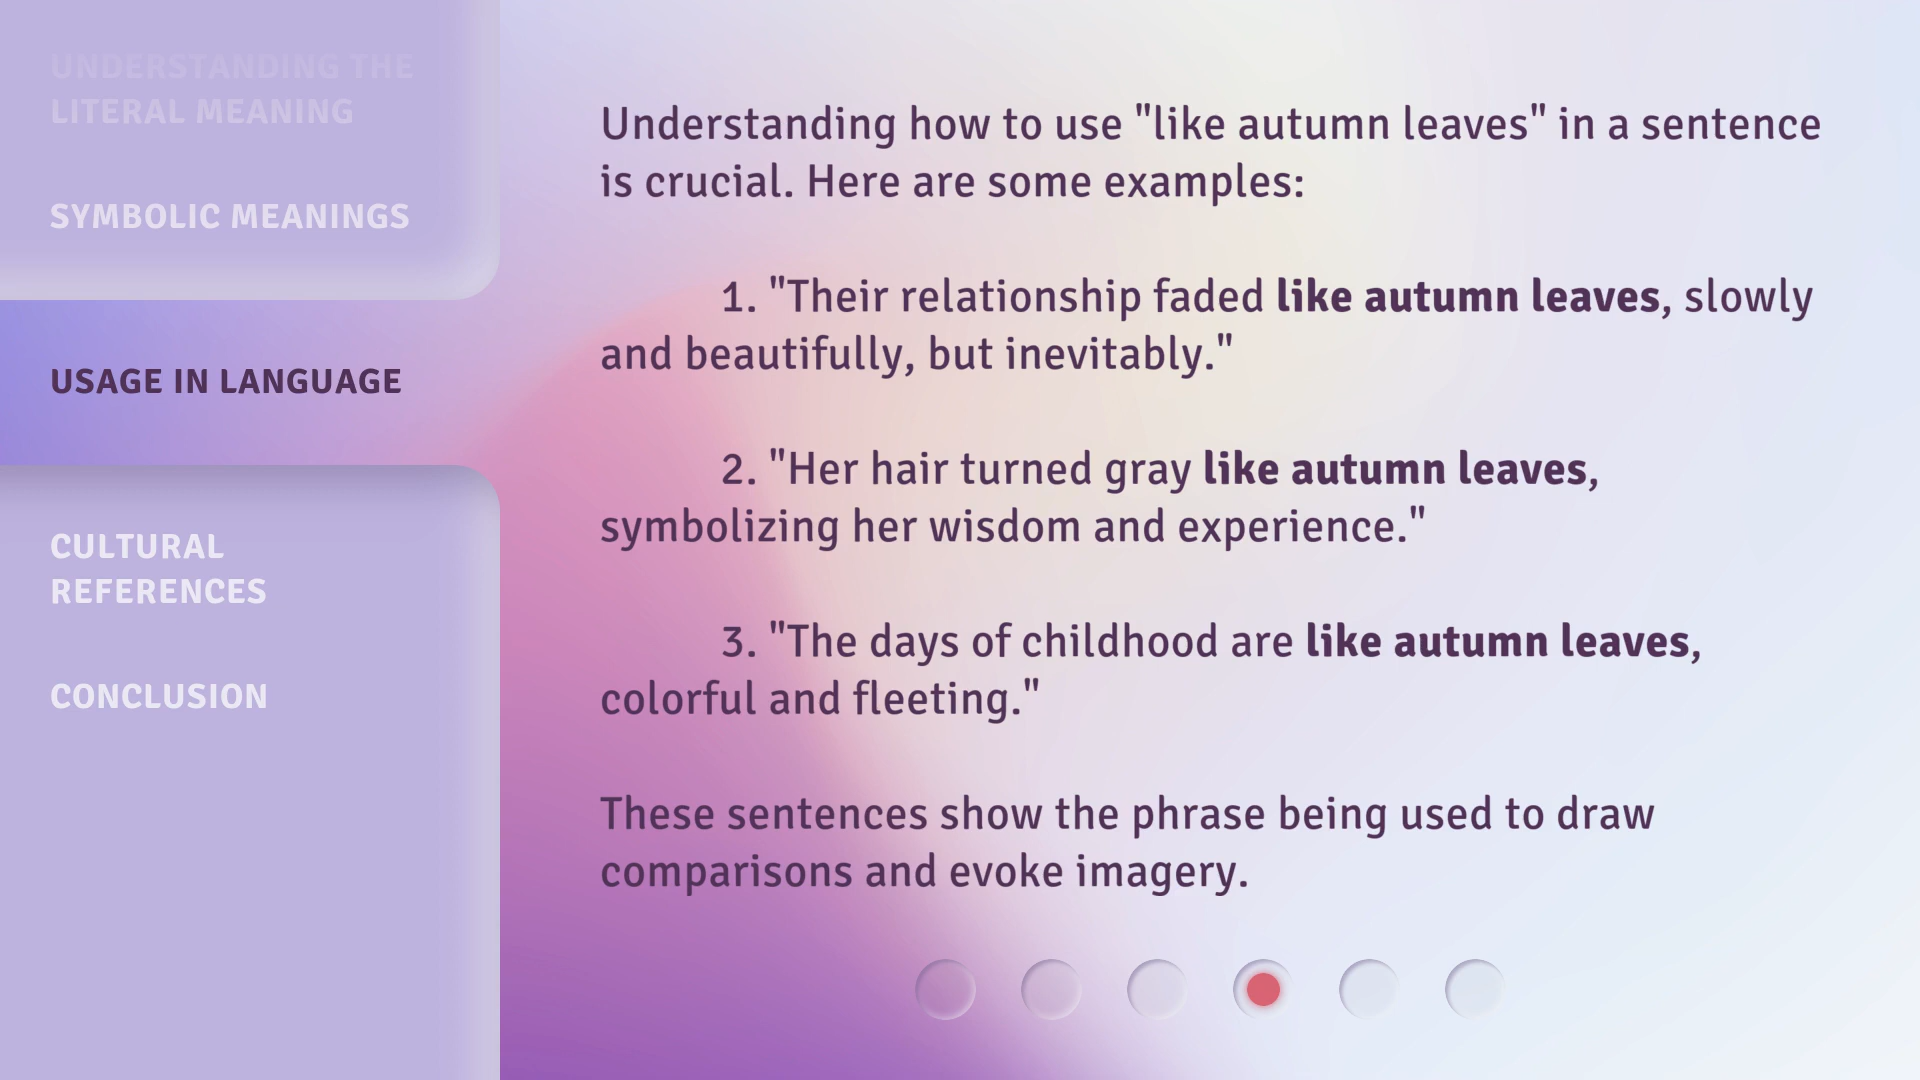 UNDERSTANDING THE
LITERAL MEANING
SYMBOLIC MEANINGS
USAGE IN LANGUAGE
CULTURAL
REFERENCES
CONCLUSION
Understanding how to use "like autumn leaves" in a sentence
is crucial. Here are some examples:
1. "Their relationship faded like autumn leaves, slowly
and beautifully, but inevitably."
2. "Her hair turned gray like autumn leaves,
symbolizing her wisdom and experience."
3. "The days of childhood are like autumn leaves,
colorful and fleeting."
These sentences show the phrase being used to draw
comparisons and evoke imagery.